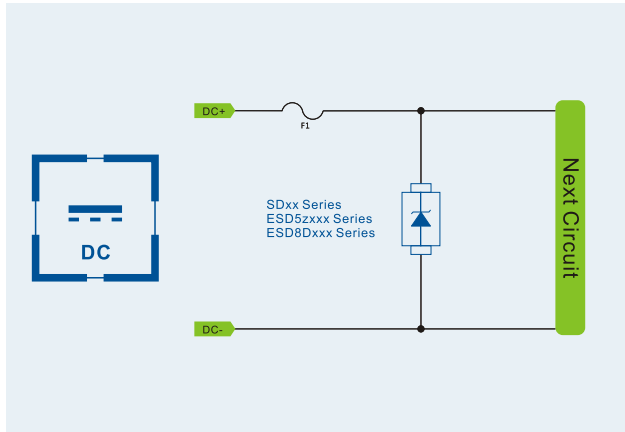 DC+
F1
DC
SDxx Series
ESD5zxxx Series
ESD8Dxxx Series
Next Circuit
DC-